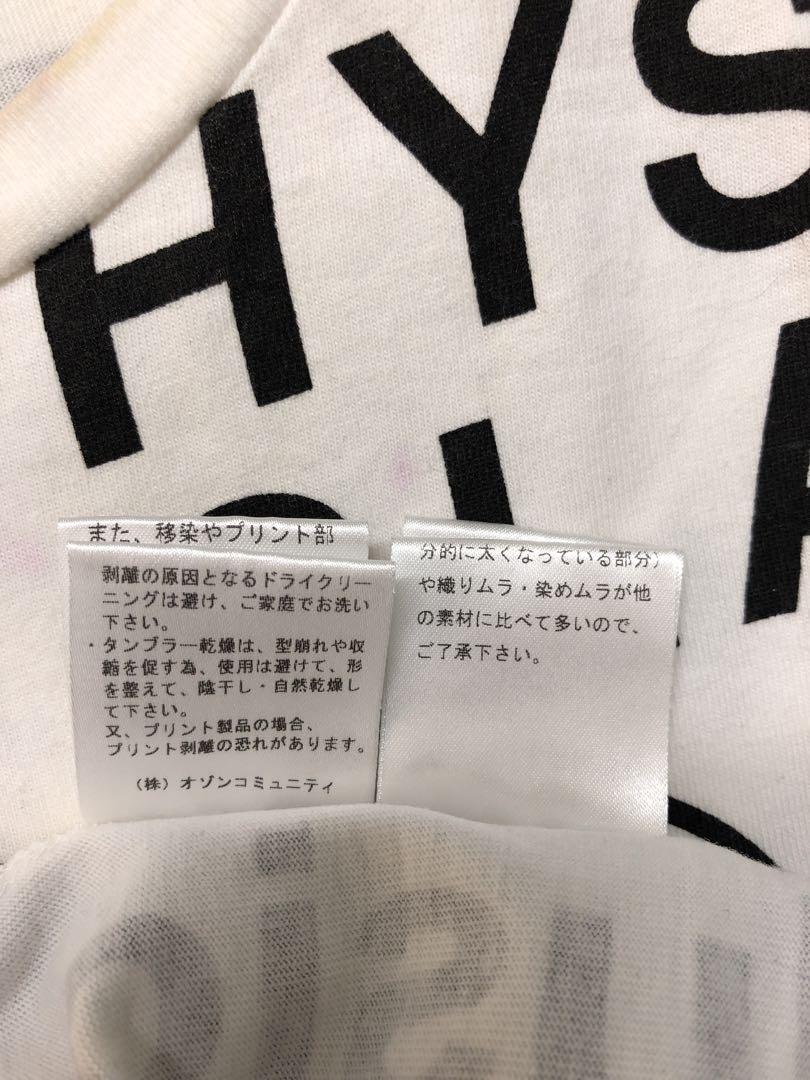 HYS
また、移染やプリント部
剥離の原因となるドライクリー
ニングは避け、ご家庭でお洗い
下さい。
・タンブラー乾燥は、型崩れや収
縮を促す為、使用は避けて、形
を整えて、陰干し・自然乾燥し
て下さい。
又、プリント製品の場合、
プリント剥離の恐れがあります。
（株）オゾンコミュニティ
分的に太くなっている部分）
や織りムラ・染めムラが他
の素材に比べて多いので、
ご了承下さい。